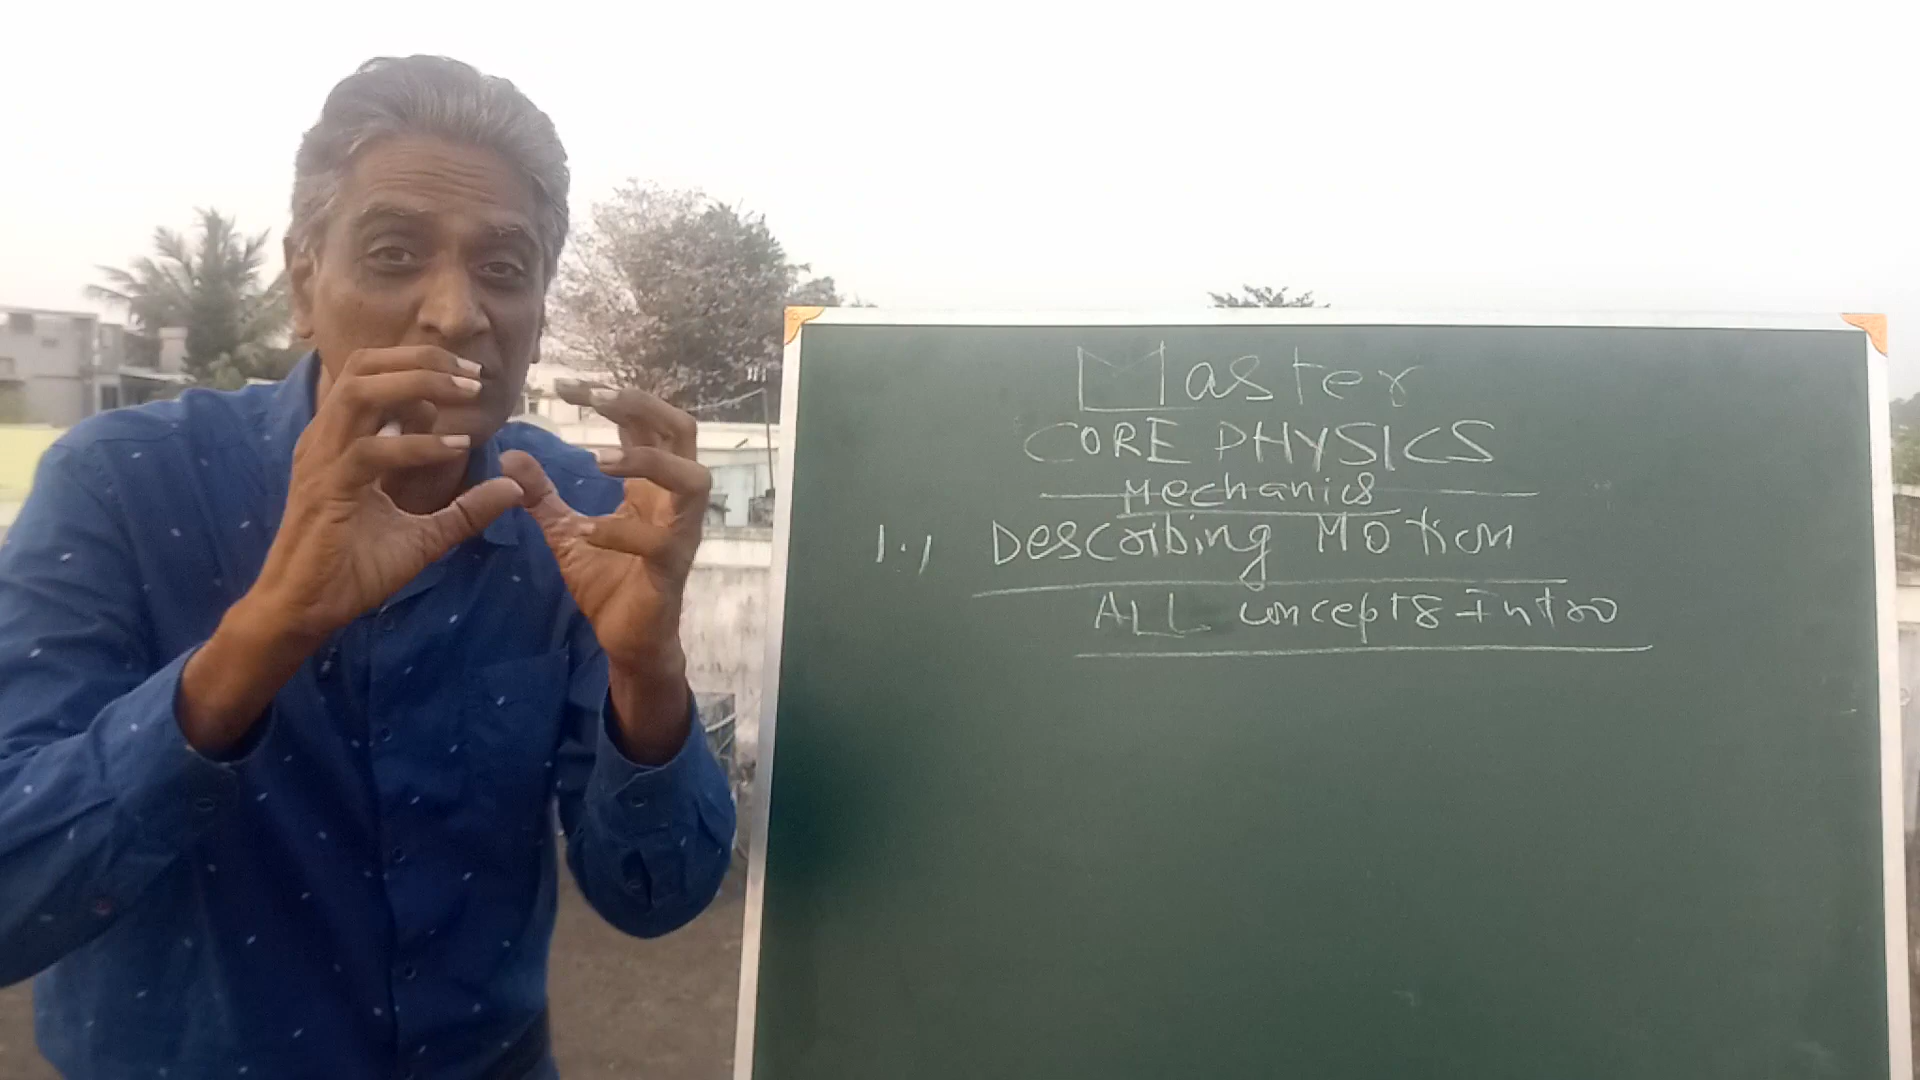 Master
CORE PHYSICS
Mechanics
1.1 Describing MOtion
ALL concepts-Intro